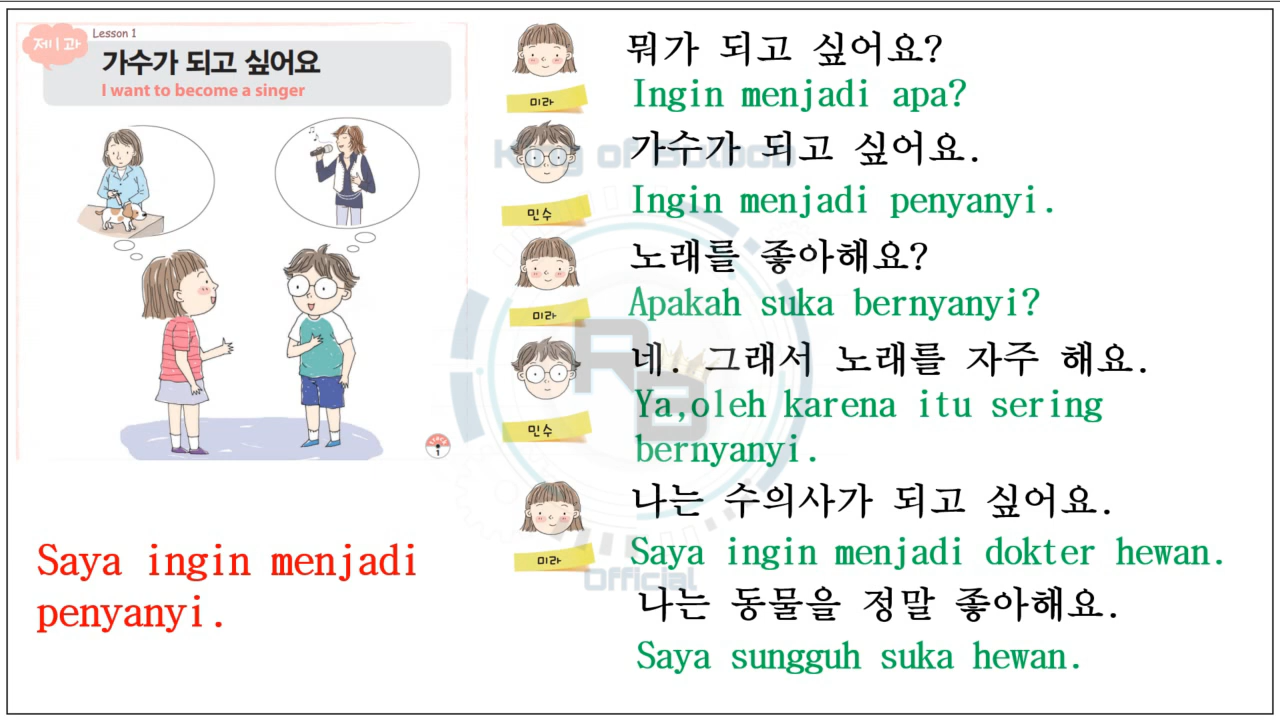 제1과
Lesson 1
가수가 되고 싶어요
I want to become a singer
TRACK
1
Saya ingin menjadi
penyanyi.
미라
뭐가 되고 싶어요?
Ingin menjadi apa?
민수
가수가 되고 싶어요.
Ingin menjadi penyanyi.
미라
노래를 좋아해요?
Apakah suka bernyanyi?
민수
네. 그래서 노래를 자주 해요.
Ya,oleh karena itu sering
bernyanyi.
미라
나는 수의사가 되고 싶어요.
Saya ingin menjadi dokter hewan.
나는 동물을 정말 좋아해요.
Saya sungguh suka hewan.
RB
Official